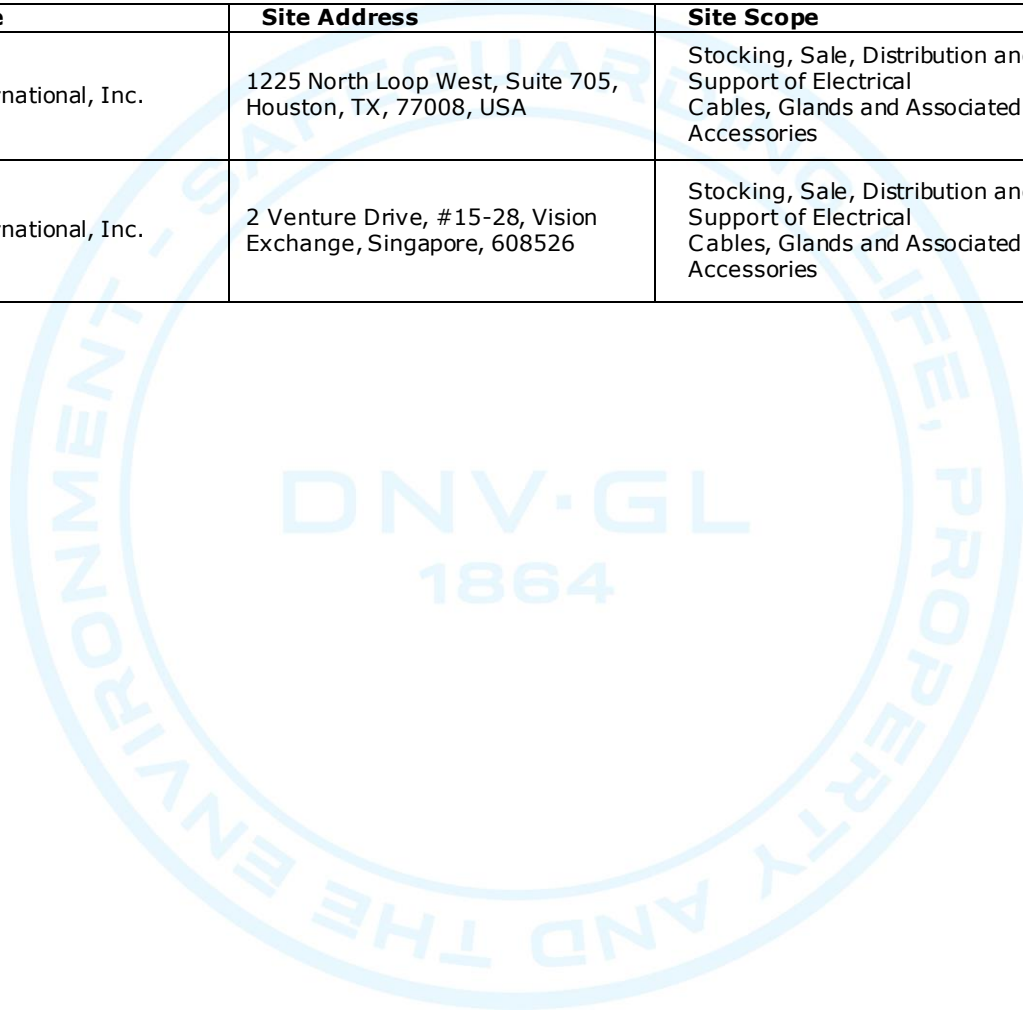 e Site Address Site Scope
rnational, Inc.
1225 North Loop West, Suite 705,
Houston, TX, 77008, USA
Stocking, Sale, Distribution an
Support of Electrical
Cables, Glands and Associated
Accessories
rnational, Inc.
2 Venture Drive, #15-28, Vision
Exchange, Singapore, 608526
Stocking, Sale, Distribution an
Support of Electrical
Cables, Glands and Associated
Accessories
SAFEGUARDING LIFE, PROPERTY AND THE ENVIRONMENT -
DNV·GL
1864